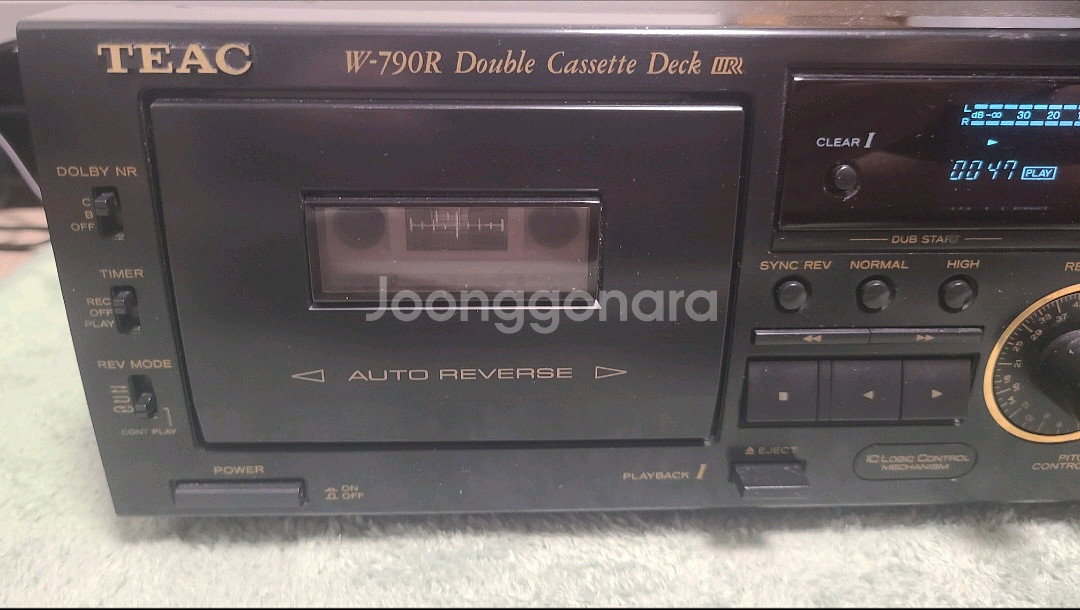 TEAC
W-790R Double Cassette Deck
L
dB -∞ 30 20
R
CLEAR I
0047 PLAY
DUB START
DOLBY NR
C
B
OFF
SYNC REV NORMAL HIGH
TIMER
REC
OFF
PLAY
REV MODE
CONT PLAY
AUTO REVERSE
Joonggonara
POWER
ON
OFF
PLAYBACK I
EJECT
IC LOGIC CONTROL
MECHANISM